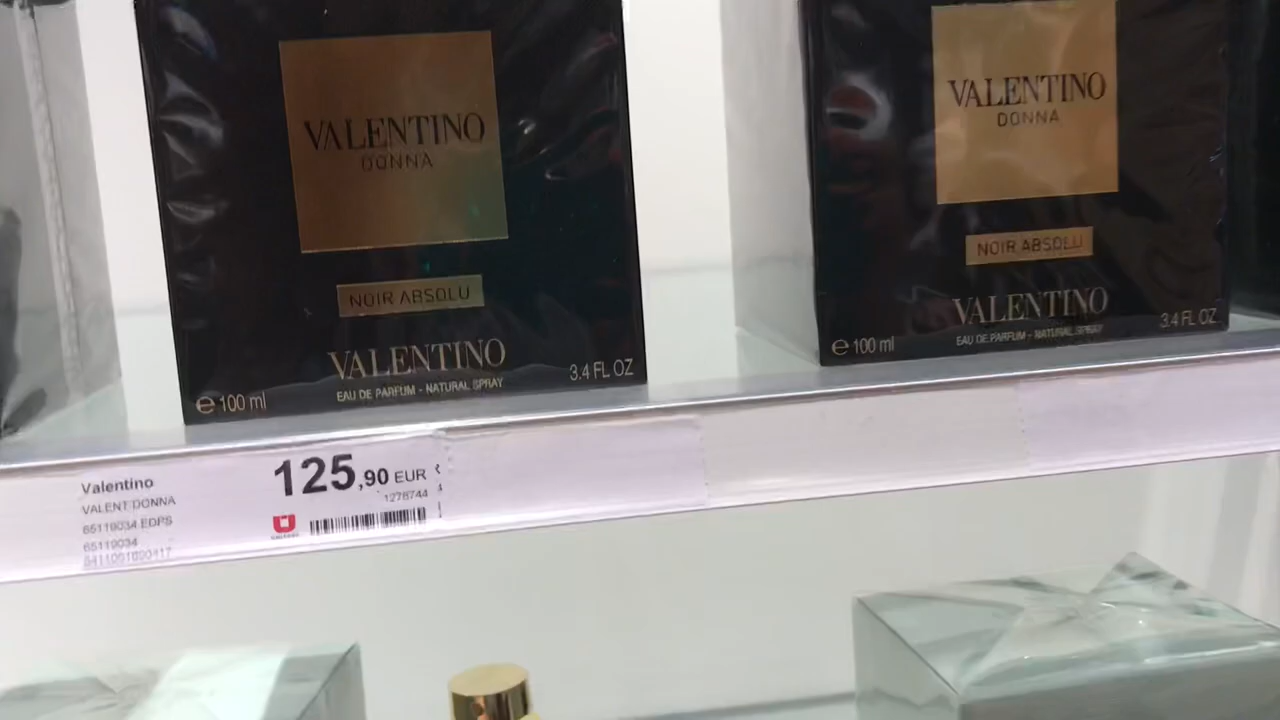 VALENTINO
DONNA
NOIR ABSOLU
VALENTINO
EAU DE PARFUM - NATURAL SPRAY
e 100 ml
3.4 FL OZ
VALENTINO
DONNA
NOIR ABSOLU
VALENTINO
EAU DE PARFUM - NATURAL SPRAY
e 100 ml
3.4 FL OZ
Valentino
VALENT DONNA
65119034 EDPS
65119034
125,90 EUR
1278744